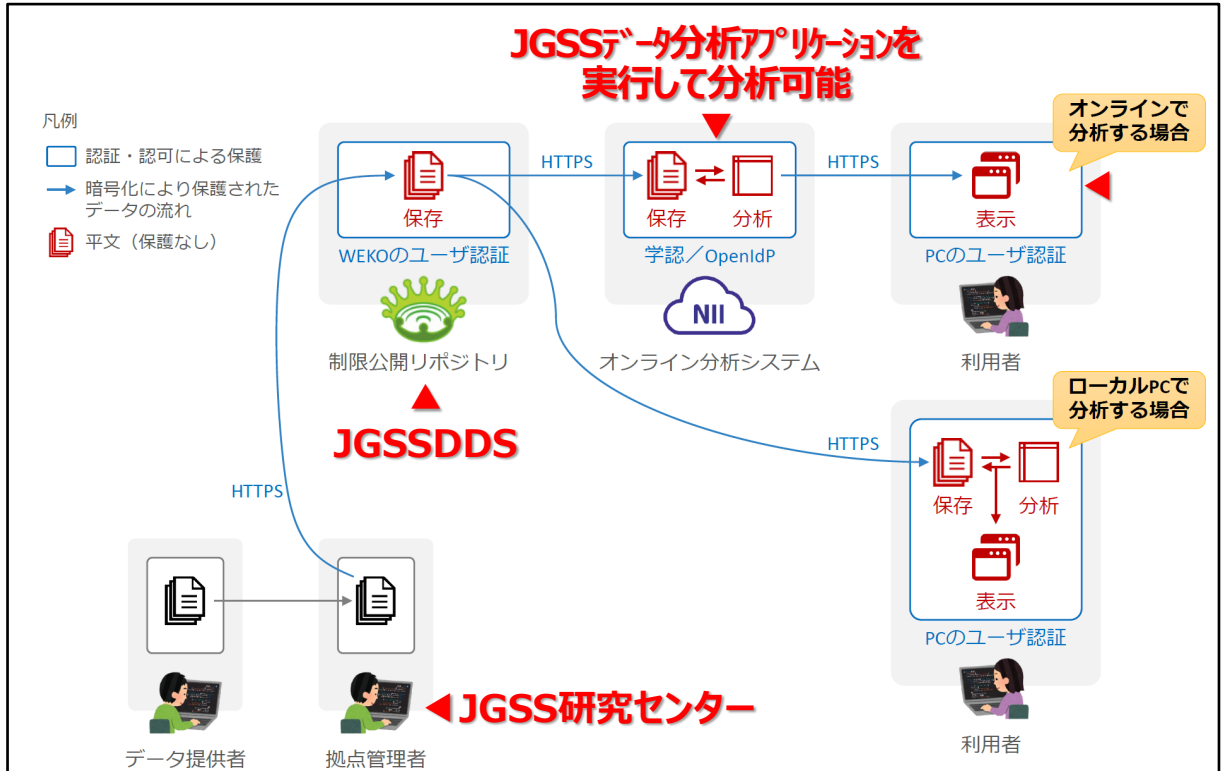 JGSSﾃﾞｰﾀ分析ｱﾌﾟﾘｹｰｼｮﾝを
実行して分析可能
オンラインで
分析する場合
凡例
認証・認可による保護
暗号化により保護された
データの流れ
平文（保護なし）
HTTPS
HTTPS
保存
保存
分析
表示
WEKOのユーザ認証
学認／OpenIdP
PCのユーザ認証
NII
制限公開リポジトリ
オンライン分析システム
利用者
ローカルPCで
分析する場合
JGSSDDS
HTTPS
HTTPS
保存
分析
表示
PCのユーザ認証
JGSS研究センター
利用者
データ提供者
拠点管理者